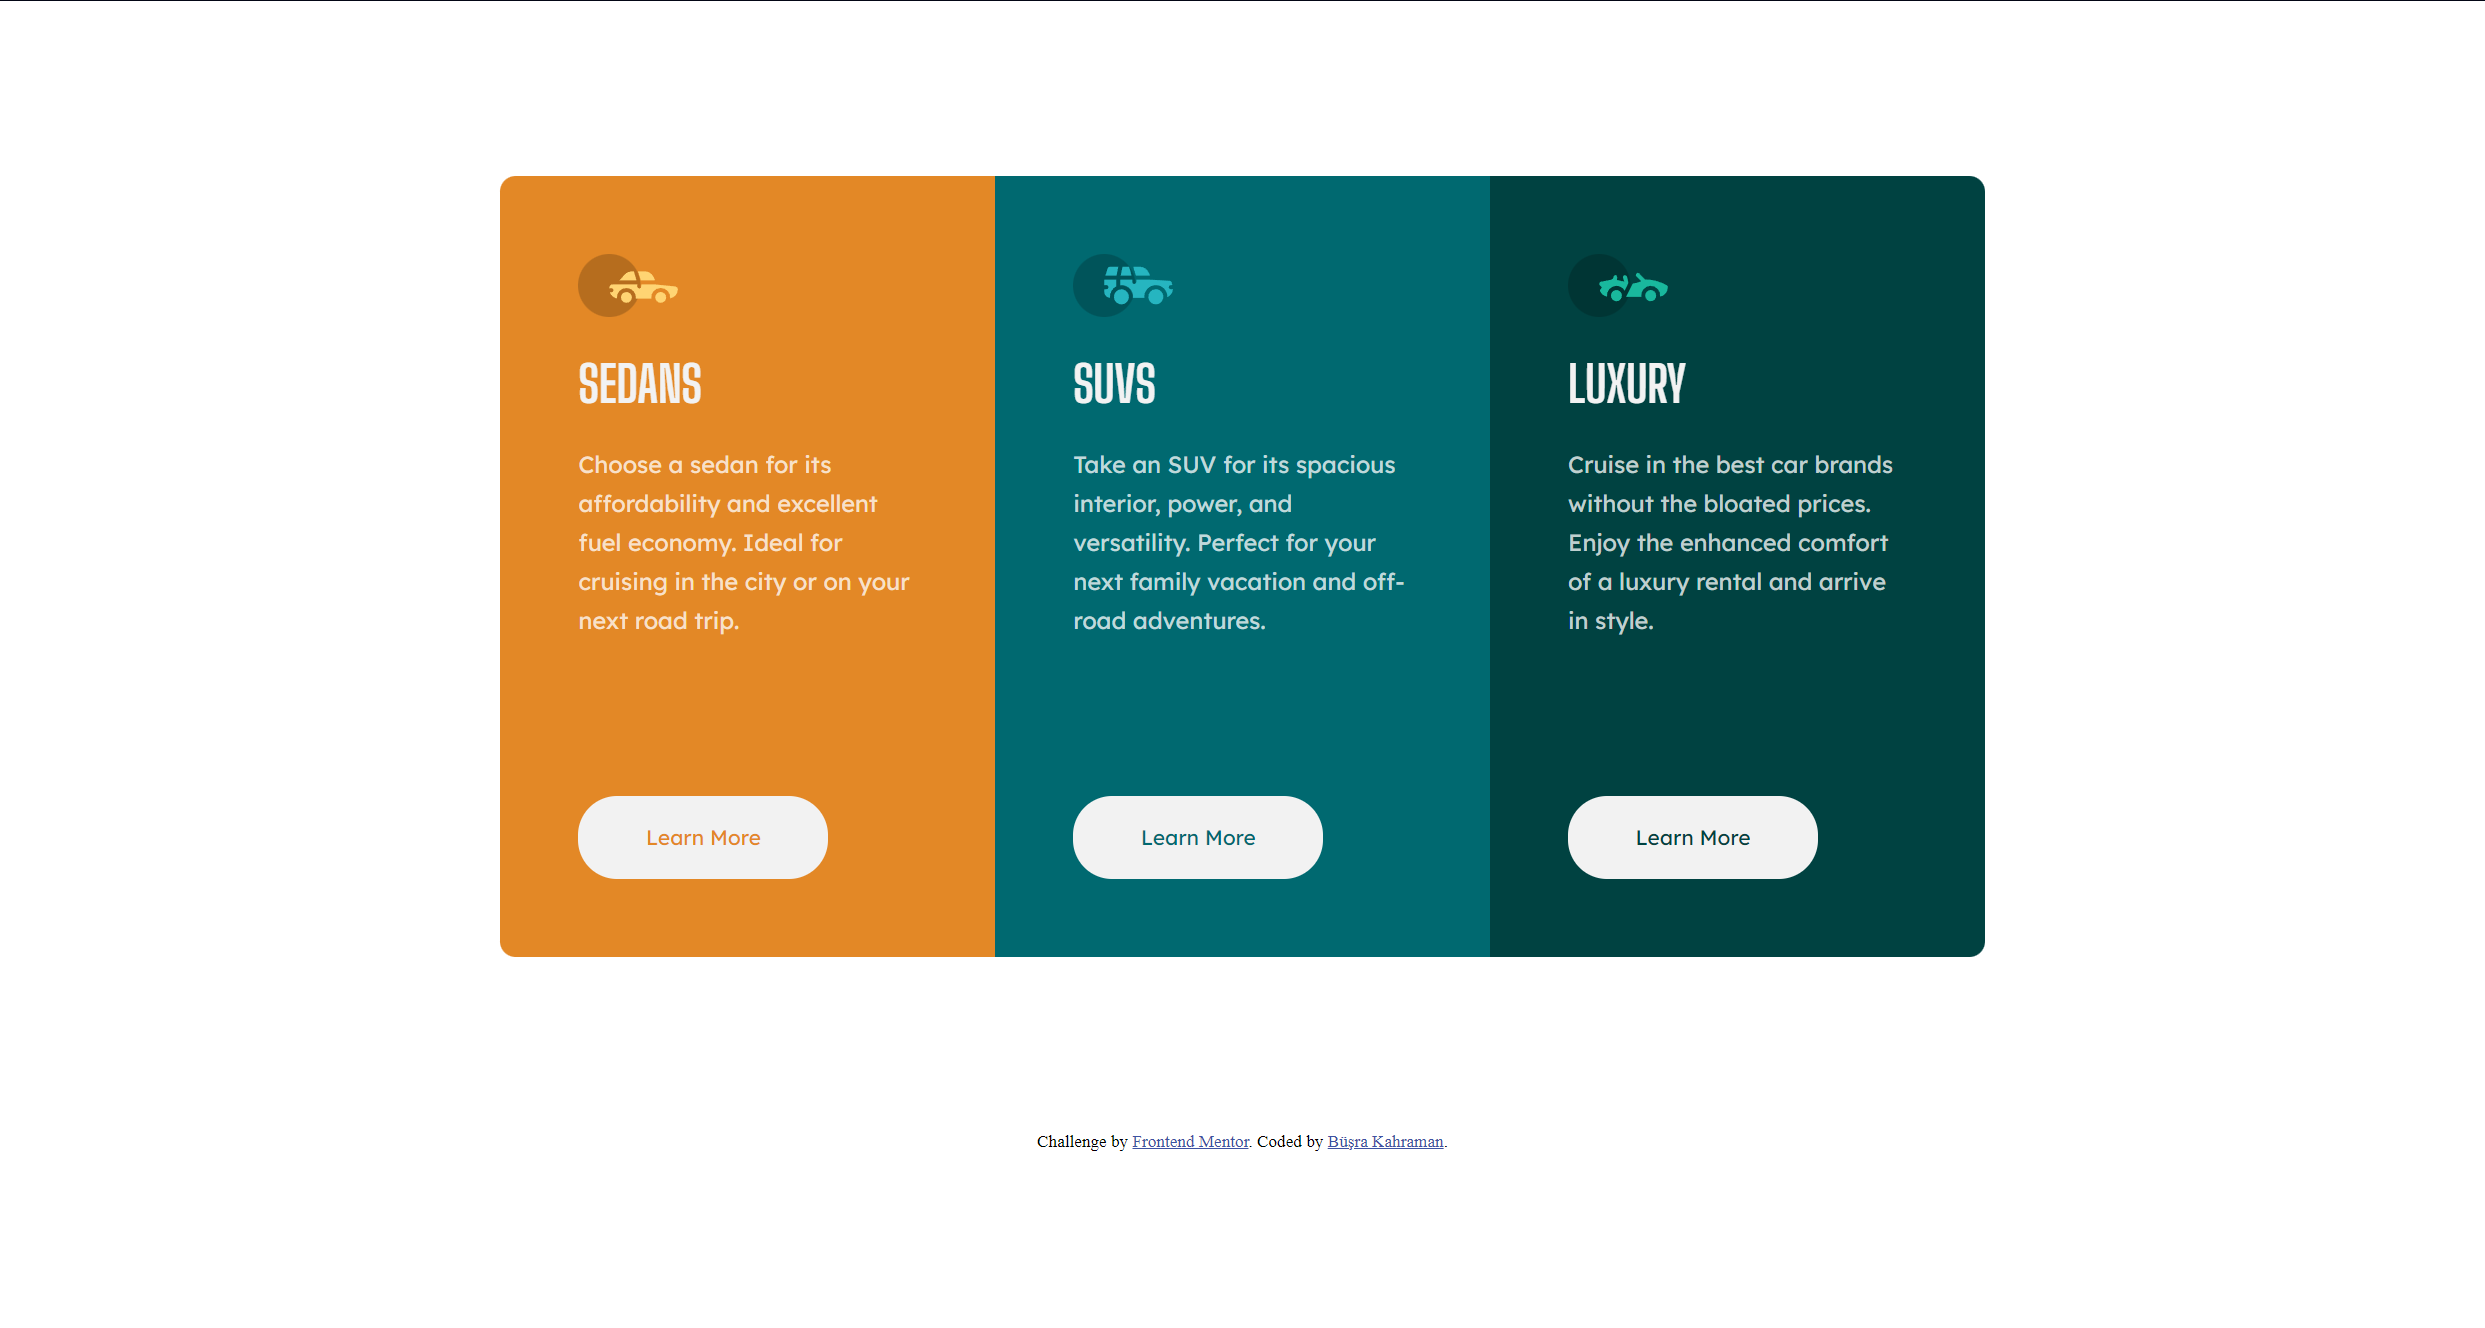 SEDANS
Choose a sedan for its
affordability and excellent
fuel economy. Ideal for
cruising in the city or on your
next road trip.
Learn More
SUVS
Take an SUV for its spacious
interior, power, and
versatility. Perfect for your
next family vacation and off-
road adventures.
Learn More
LUXURY
Cruise in the best car brands
without the bloated prices.
Enjoy the enhanced comfort
of a luxury rental and arrive
in style.
Learn More
Challenge by Frontend Mentor. Coded by Büşra Kahraman.